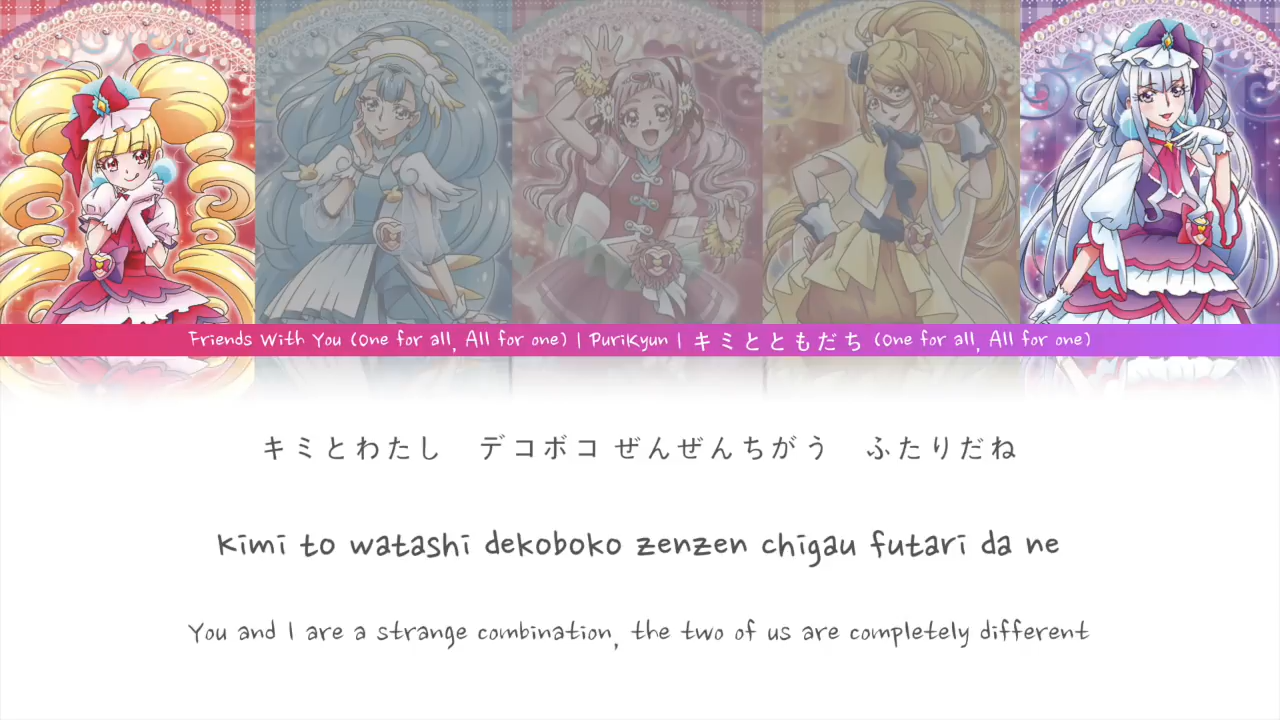 Friends With You (One for all, All for one) | PuriKyun | キミとともだち (One for all, All for one)
キミとわたし　デコボコ ぜんぜんちがう　ふたりだね
kimi to watashi dekoboko zenzen chigau futari da ne
You and I are a strange combination, the two of us are completely different